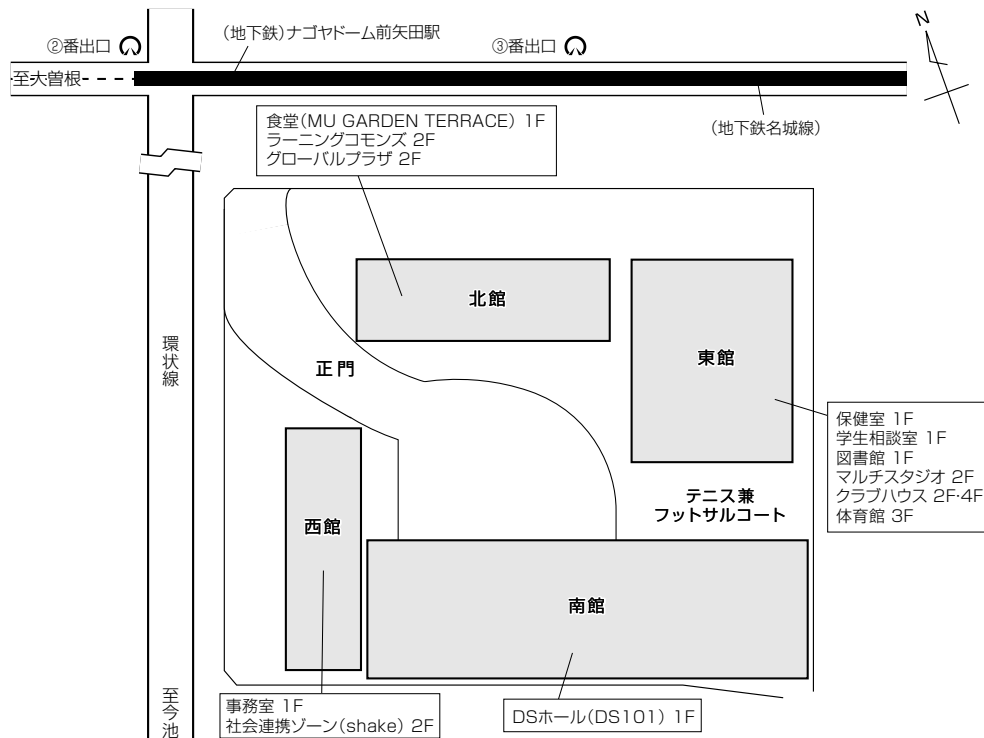 N
②番出口
(地下鉄)ナゴヤドーム前矢田駅
③番出口
至大曽根
(地下鉄名城線)
食堂(MU GARDEN TERRACE) 1F
ラーニングコモンズ 2F
グローバルプラザ 2F
北館
東館
環状線
正門
保健室 1F
学生相談室 1F
図書館 1F
マルチスタジオ 2F
クラブハウス 2F·4F
体育館 3F
テニス兼
フットサルコート
西館
南館
至今池
事務室 1F
社会連携ゾーン(shake) 2F
DSホール(DS101) 1F